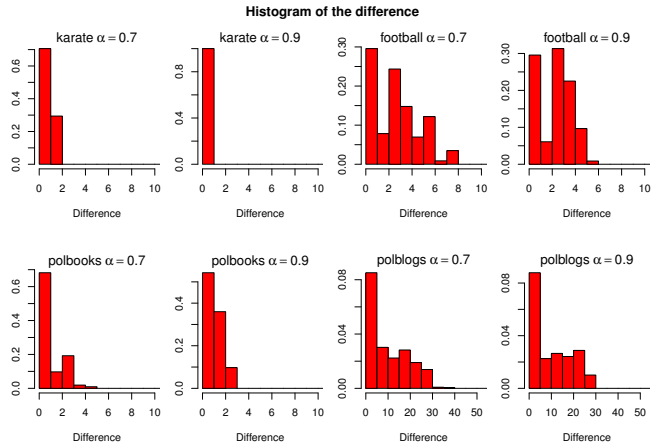 Histogram of the difference
karate α = 0.7
karate α = 0.9
football α = 0.7
football α = 0.9
0.0 0.2 0.4 0.6
0.0 0.2 0.4 0.6 0.8
0.00 0.10 0.20 0.30
0.00 0.10 0.20 0.30
0 2 4 6 8 10
0 2 4 6 8 10
0 2 4 6 8 10
0 2 4 6 8 10
Difference
Difference
Difference
Difference
polbooks α = 0.7
polbooks α = 0.9
polblogs α = 0.7
polblogs α = 0.9
0.0 0.2 0.4 0.6
0.0 0.2 0.4
0.00 0.04 0.08
0.00 0.04 0.08
0 2 4 6 8 10
0 2 4 6 8 10
0 10 20 30 40 50
0 10 20 30 40 50
Difference
Difference
Difference
Difference